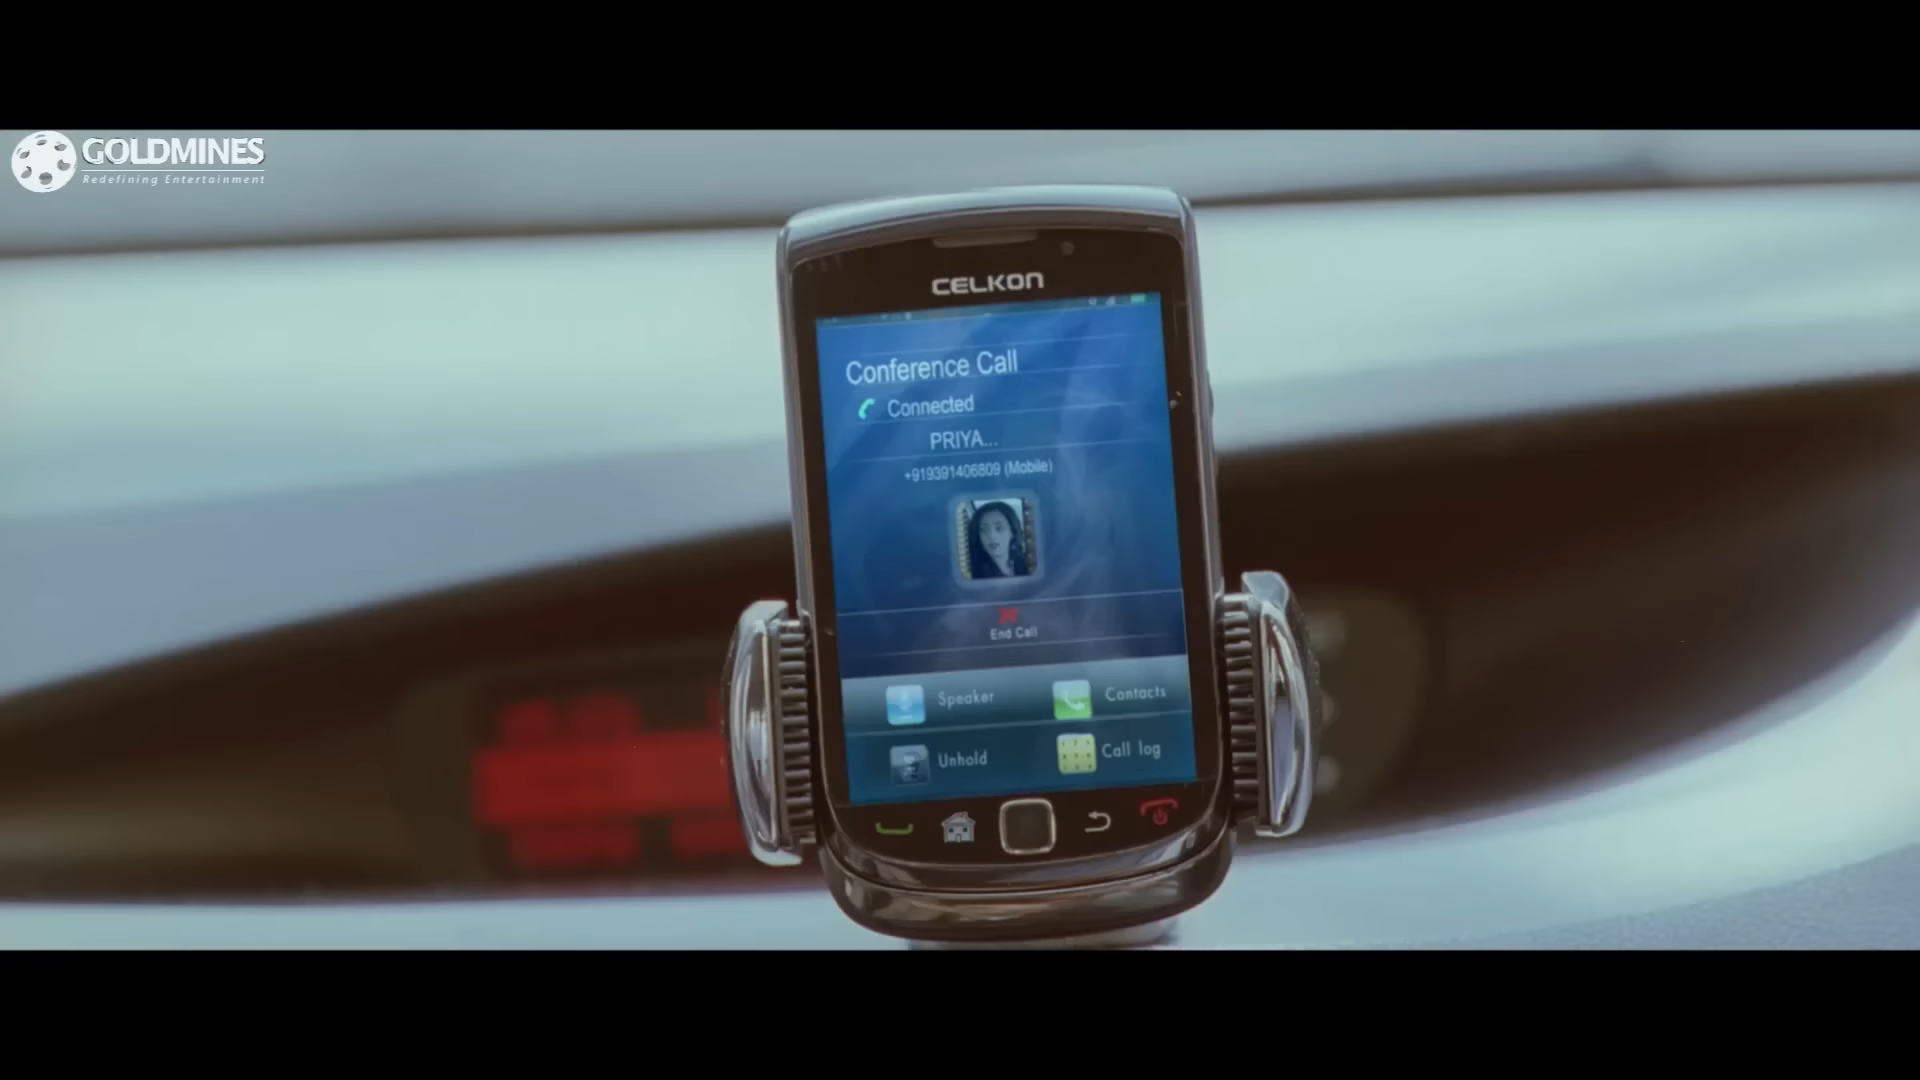 GOLDMINES
Redefining Entertainment
CELKON
Conference Call
Connected
PRIYA...
+919391406809 (Mobile)
End Call
Speaker
Contacts
Unhold
Call log